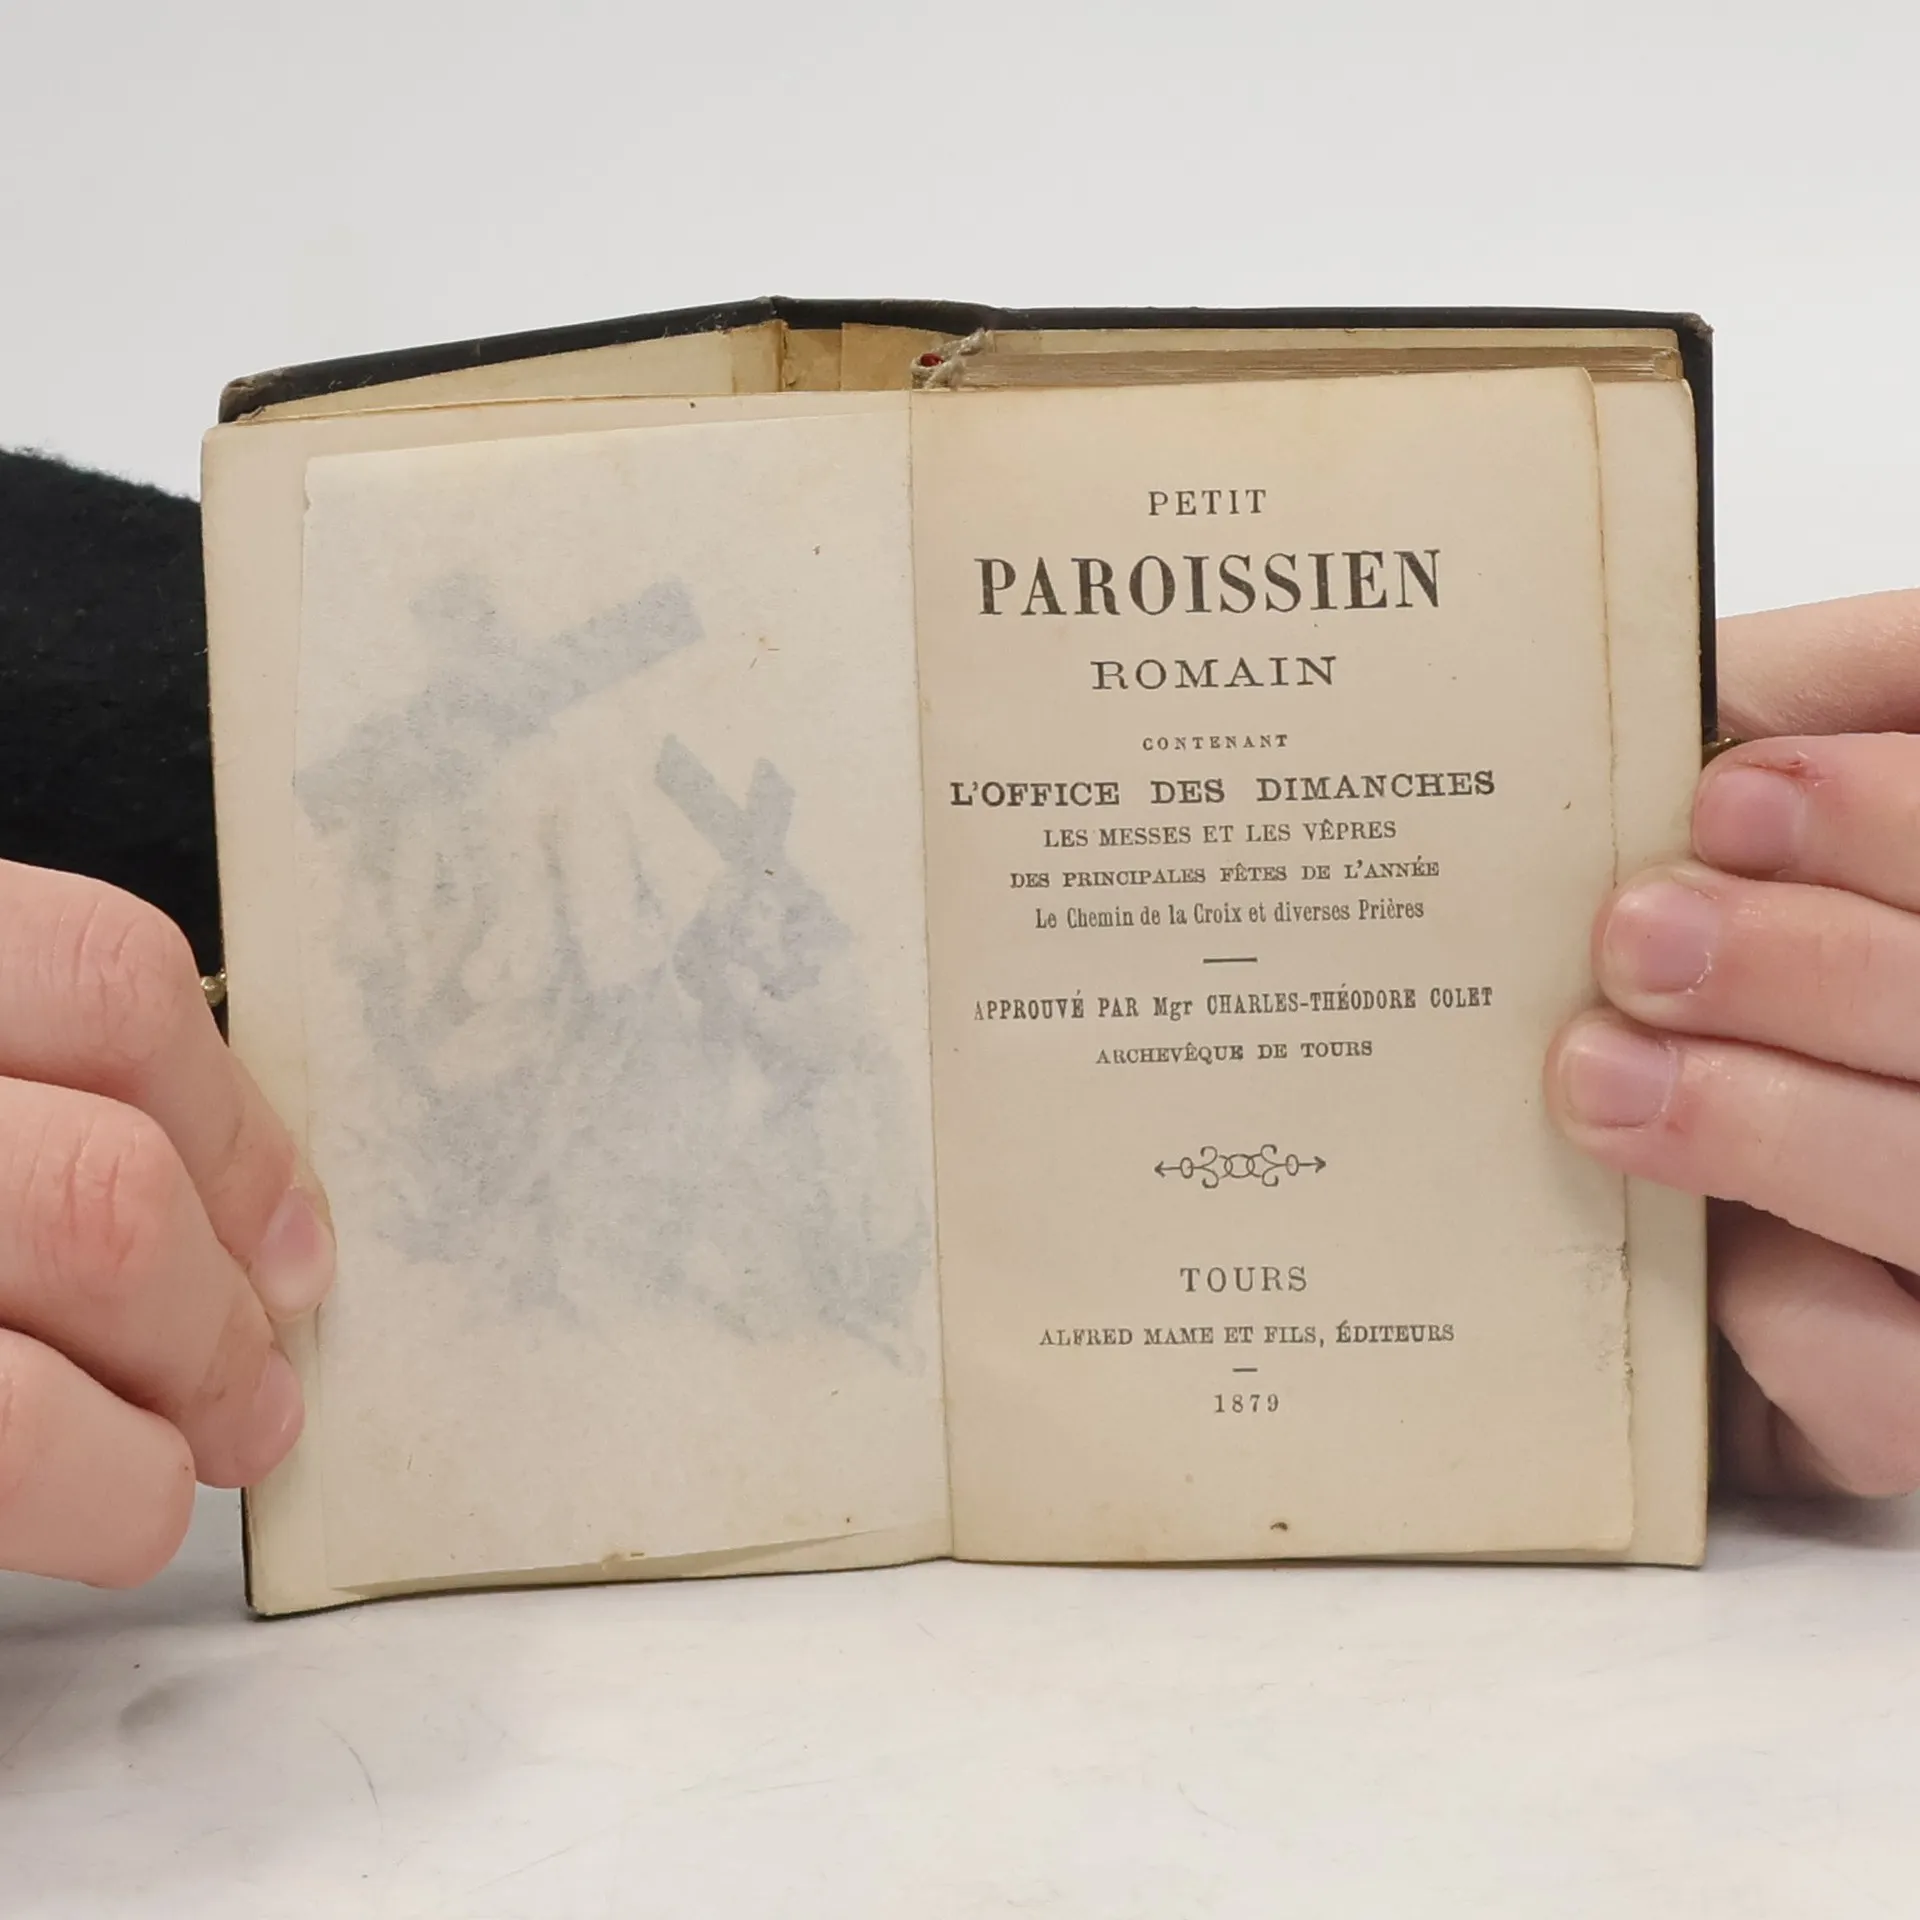 PETIT
PAROISSIEN
ROMAIN
CONTENANT
L'OFFICE DES DIMANCHES
LES MESSES ET LES VÊPRES
DES PRINCIPALES FÊTES DE L'ANNÉE
Le Chemin de la Croix et diverses Prières
APPROUVÉ PAR Mgr CHARLES-THÉODORE COLET
ARCHEVÊQUE DE TOURS
TOURS
ALFRED MAME ET FILS, ÉDITEURS
1879